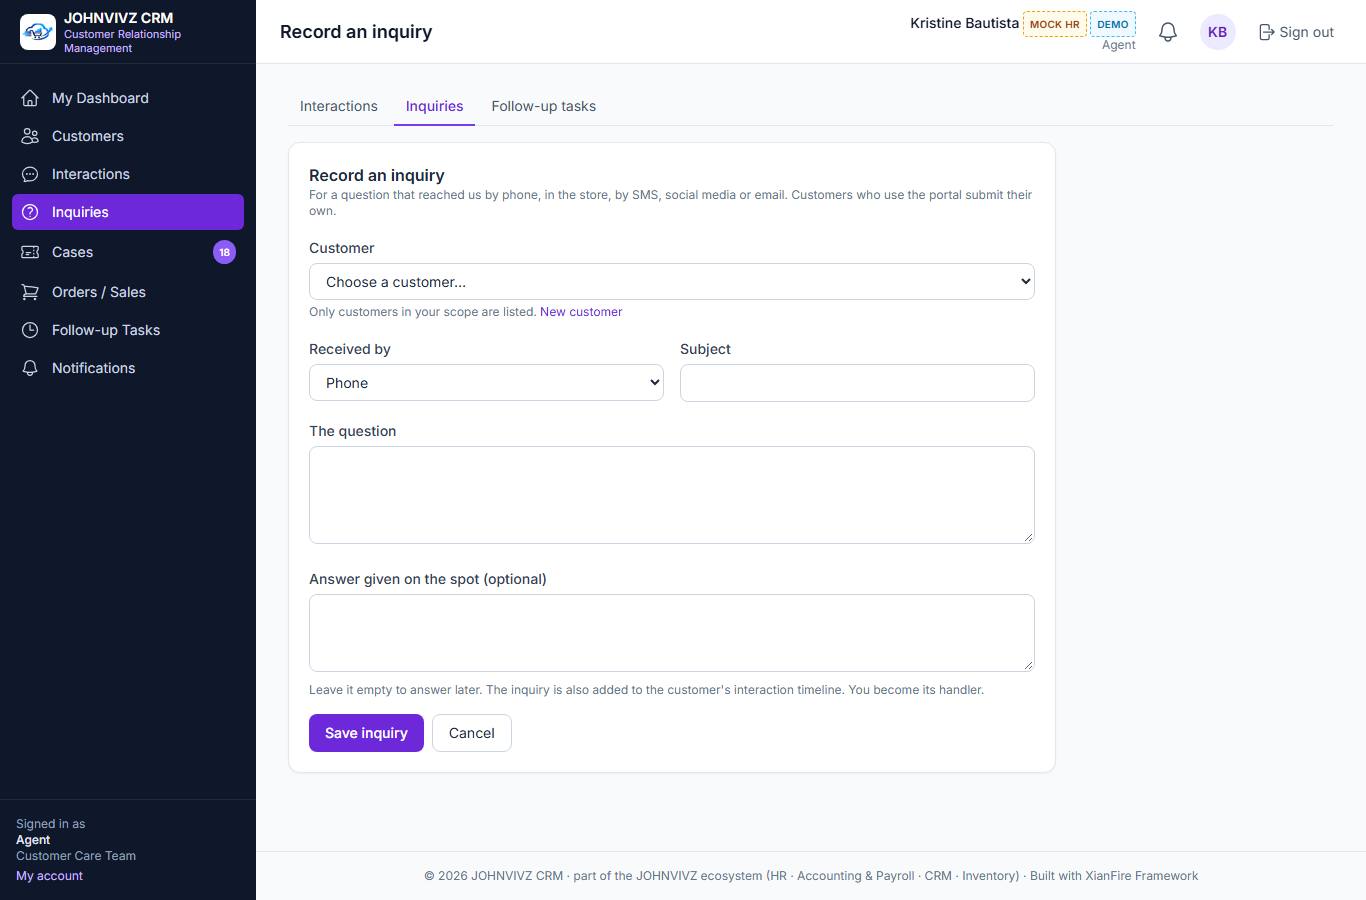 JOHNVIVZ CRM
Customer Relationship
Management
My Dashboard
Customers
Interactions
Inquiries
Cases
18
Orders / Sales
Follow-up Tasks
Notifications
Signed in as
Agent
Customer Care Team
My account
Record an inquiry
Kristine Bautista MOCK HR DEMO
Agent
KB
Sign out
Interactions
Inquiries
Follow-up tasks
Record an inquiry
For a question that reached us by phone, in the store, by SMS, social media or email. Customers who use the portal submit their
own.
Customer
Choose a customer...
Only customers in your scope are listed. New customer
Received by
Subject
Phone
The question
Answer given on the spot (optional)
Leave it empty to answer later. The inquiry is also added to the customer's interaction timeline. You become its handler.
Save inquiry
Cancel
© 2026 JOHNVIVZ CRM · part of the JOHNVIVZ ecosystem (HR · Accounting & Payroll · CRM · Inventory) · Built with XianFire Framework